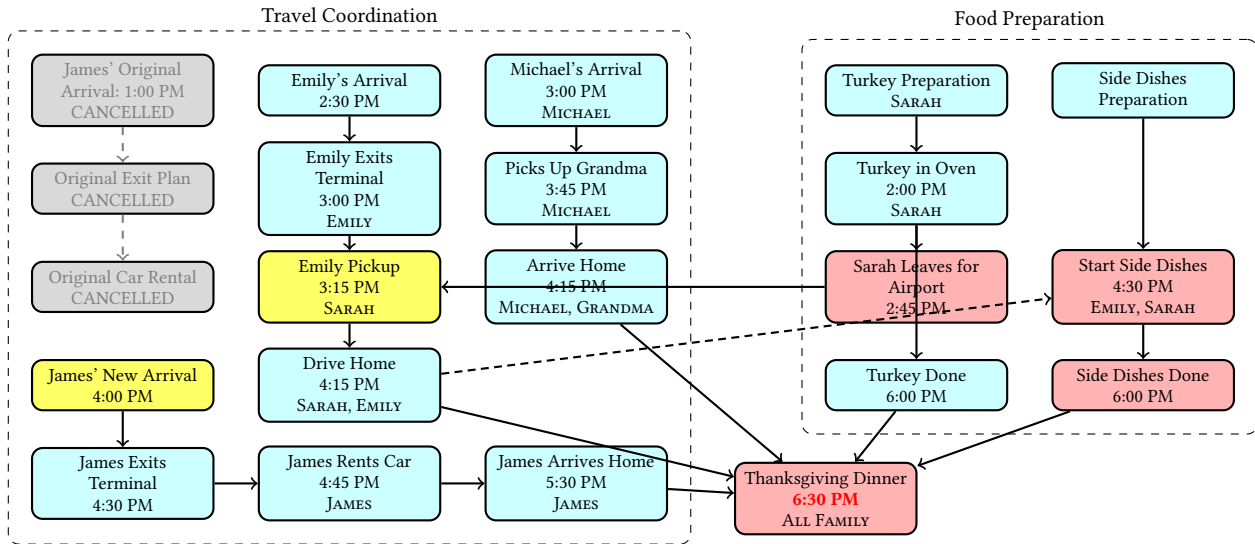 Travel Coordination
Food Preparation
James' Original
Arrival: 1:00 PM
CANCELLED
Original Exit Plan
CANCELLED
Original Car Rental
CANCELLED
James' New Arrival
4:00 PM
James Exits
Terminal
4:30 PM
Emily's Arrival
2:30 PM
Emily Exits
Terminal
3:00 PM
Emily
Emily Pickup
3:15 PM
Sarah
Drive Home
4:15 PM
Sarah, Emily
James Rents Car
4:45 PM
James
Michael's Arrival
3:00 PM
Michael
Picks Up Grandma
3:45 PM
Michael
Arrive Home
4:15 PM
Michael, Grandma
James Arrives Home
5:30 PM
James
Thanksgiving Dinner
6:30 PM
All Family
Turkey Preparation
Sarah
Turkey in Oven
2:00 PM
Sarah
Sarah Leaves for
Airport
2:45 PM
Turkey Done
6:00 PM
Side Dishes
Preparation
Start Side Dishes
4:30 PM
Emily, Sarah
Side Dishes Done
6:00 PM